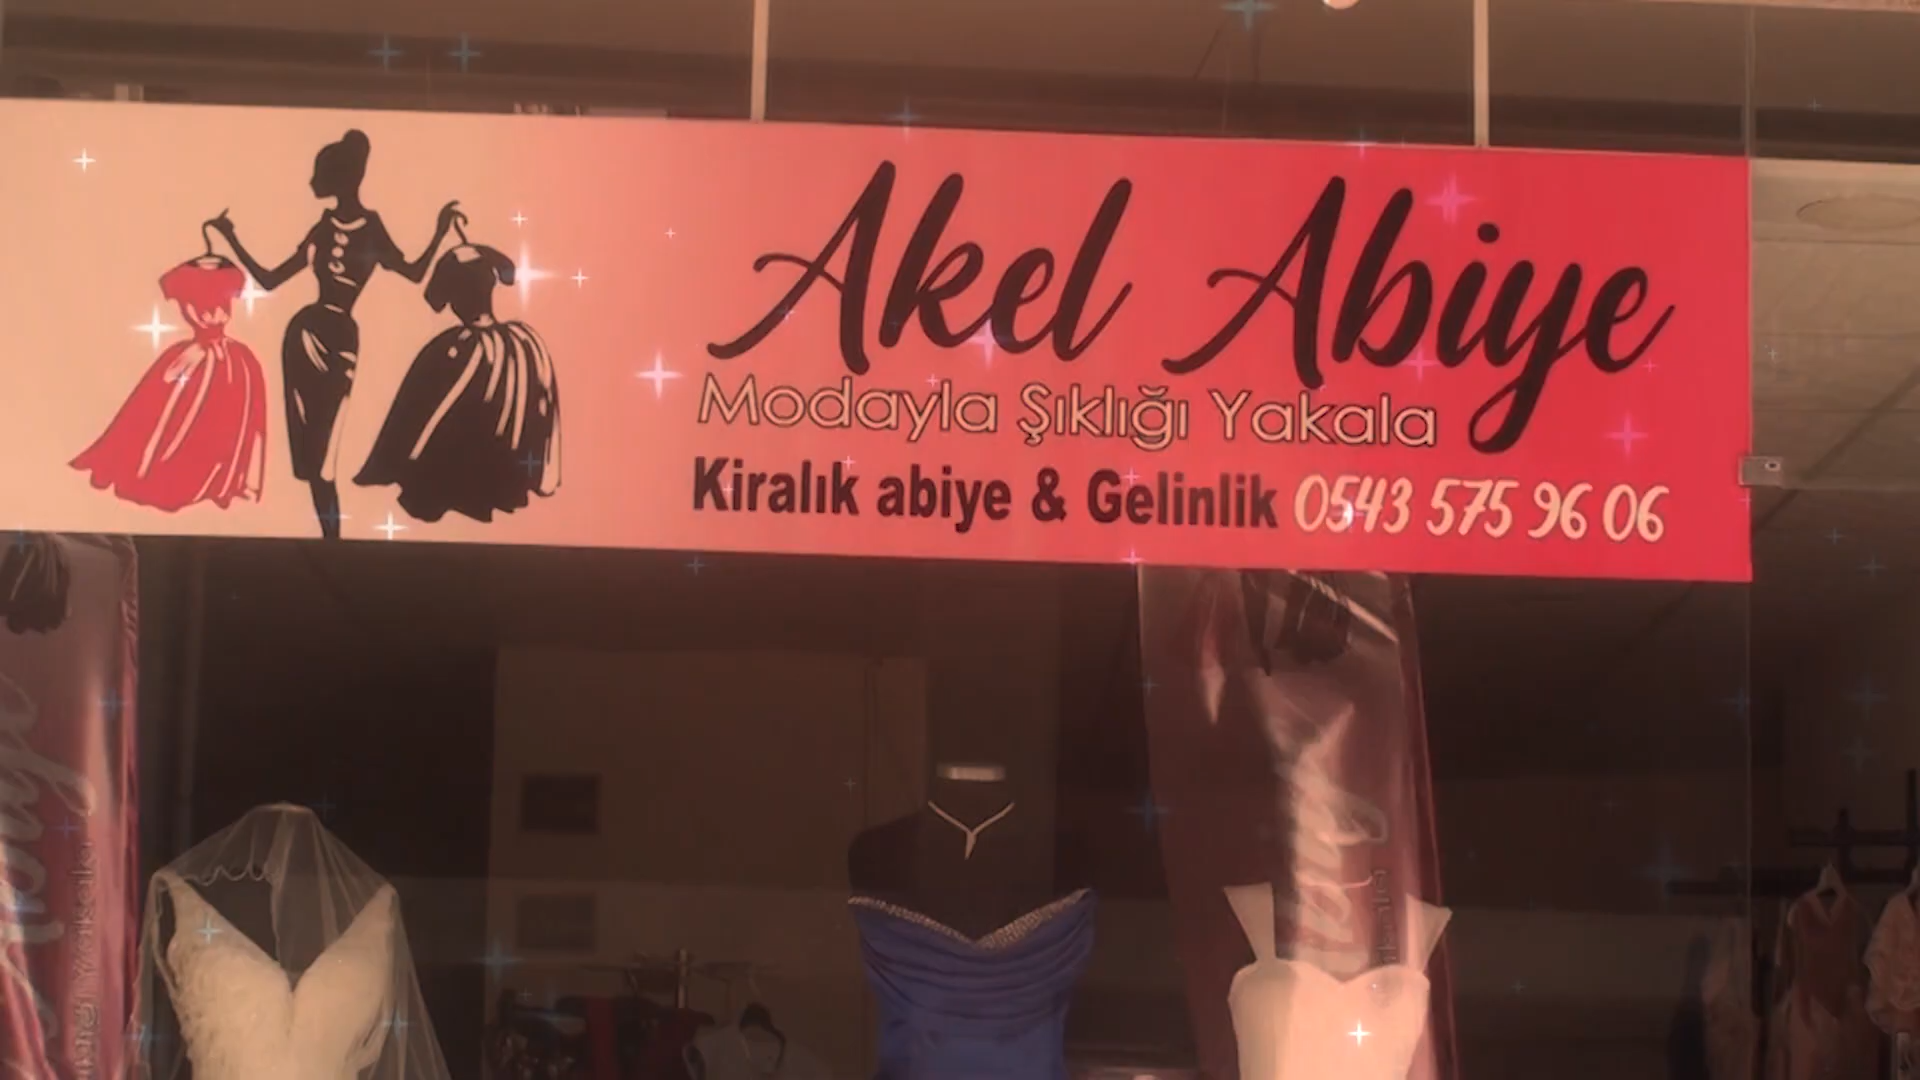 Akel Abiye
Modayla Şıklığı Yakala
Kiralık abiye & Gelinlik 0543 575 96 06